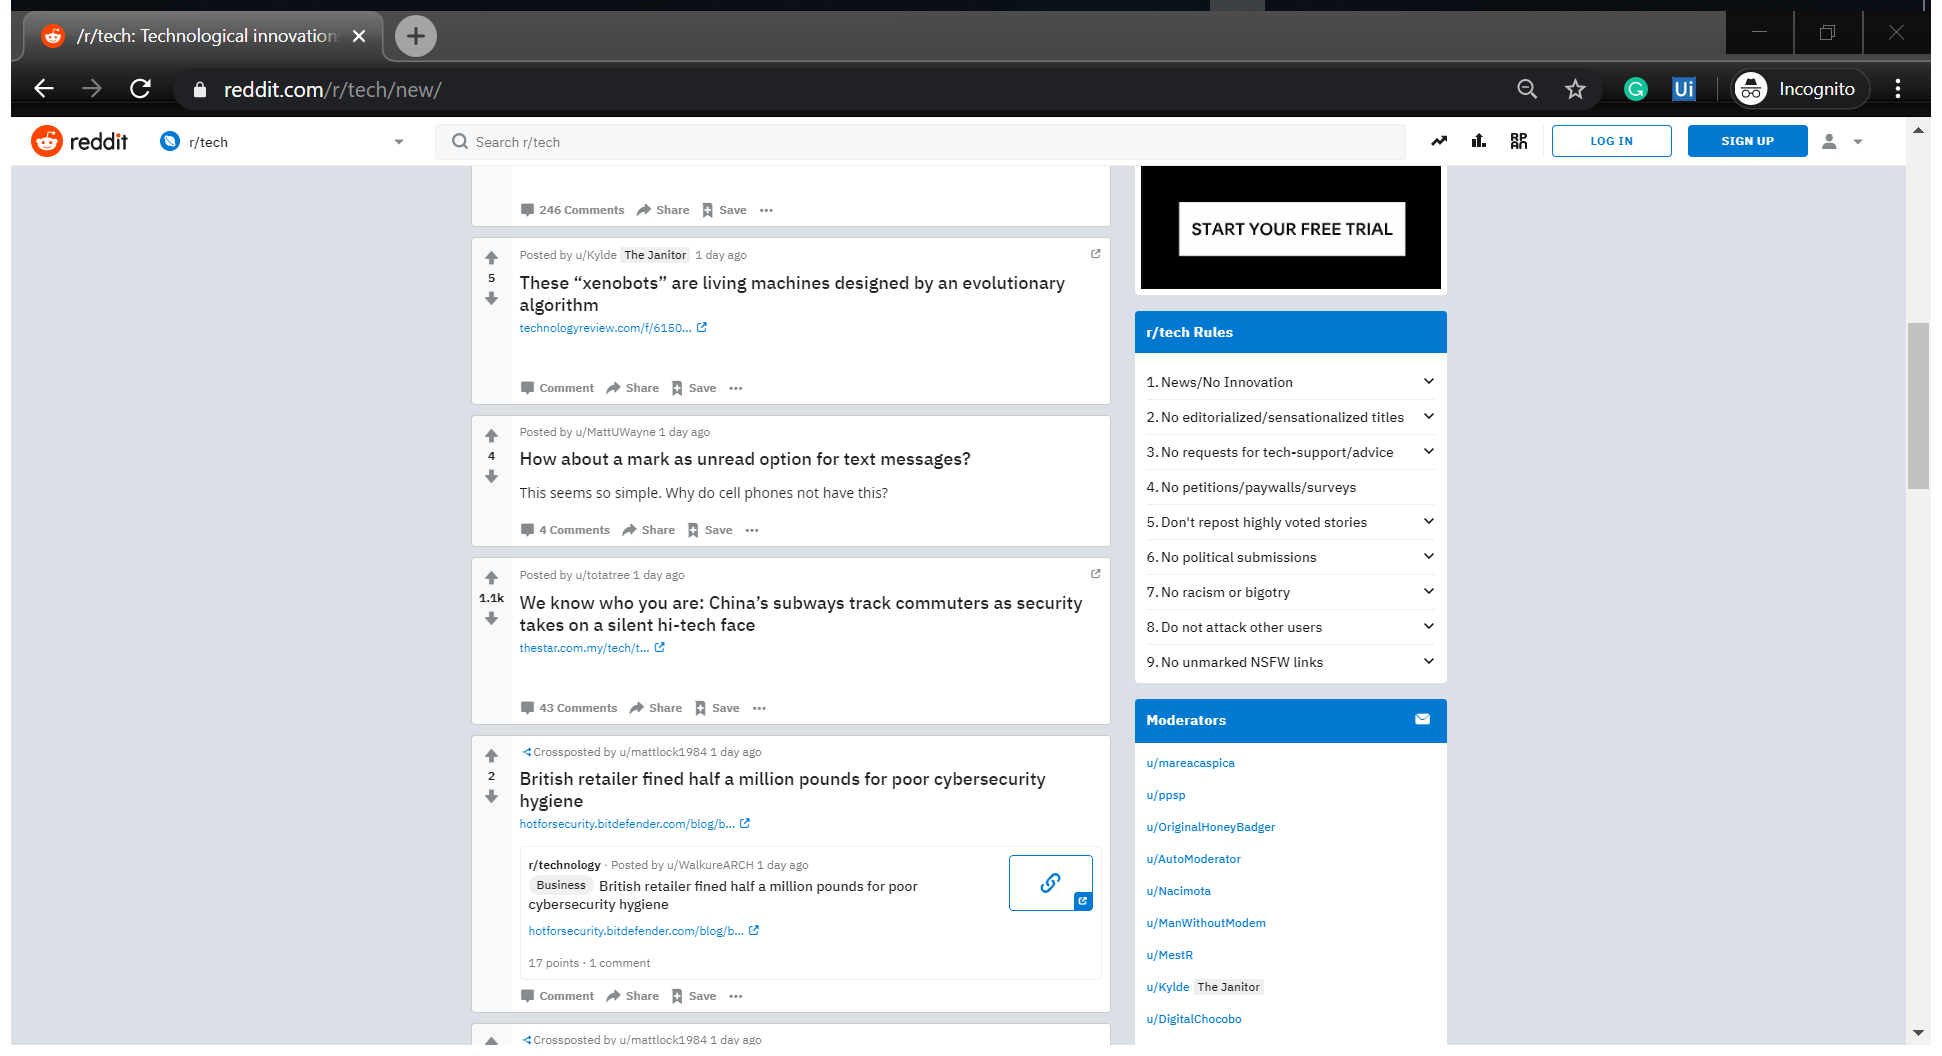 /r/tech: Technological innovation
reddit.com/r/tech/new/
Ui
Incognito
reddit
r/tech
Search r/tech
RPAN
LOG IN
SIGN UP
246 Comments Share Save
Posted by u/Kylde The Janitor 1 day ago
5
These “xenobots” are living machines designed by an evolutionary
algorithm
technologyreview.com/f/6150...
Comment Share Save
Posted by u/MattUWayne 1 day ago
4
How about a mark as unread option for text messages?
This seems so simple. Why do cell phones not have this?
4 Comments Share Save
Posted by u/totatree 1 day ago
1.1k
We know who you are: China’s subways track commuters as security
takes on a silent hi-tech face
thestar.com.my/tech/t...
43 Comments Share Save
Crossposted by u/mattlock1984 1 day ago
2
British retailer fined half a million pounds for poor cybersecurity
hygiene
hotforsecurity.bitdefender.com/blog/b...
r/technology · Posted by u/WalkureARCH 1 day ago
Business British retailer fined half a million pounds for poor
cybersecurity hygiene
hotforsecurity.bitdefender.com/blog/b...
17 points · 1 comment
Comment Share Save
Crossposted by u/mattlock1984 1 day ago
START YOUR FREE TRIAL
r/tech Rules
1. News/No Innovation
2. No editorialized/sensationalized titles
3. No requests for tech-support/advice
4. No petitions/paywalls/surveys
5. Don't repost highly voted stories
6. No political submissions
7. No racism or bigotry
8. Do not attack other users
9. No unmarked NSFW links
Moderators
u/mareacaspica
u/ppsp
u/OriginalHoneyBadger
u/AutoModerator
u/Nacimota
u/ManWithoutModem
u/MestR
u/Kylde The Janitor
u/DigitalChocobo